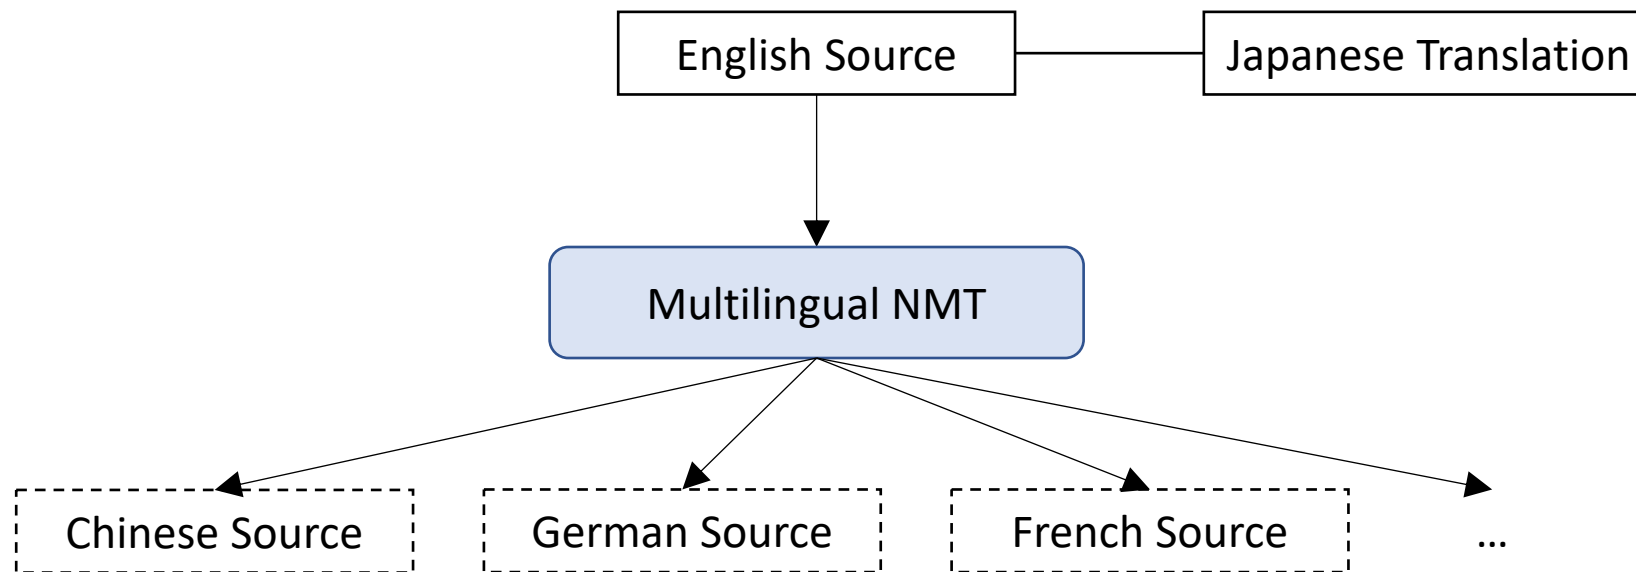 English Source
Japanese Translation
Multilingual NMT
Chinese Source
German Source
French Source
...